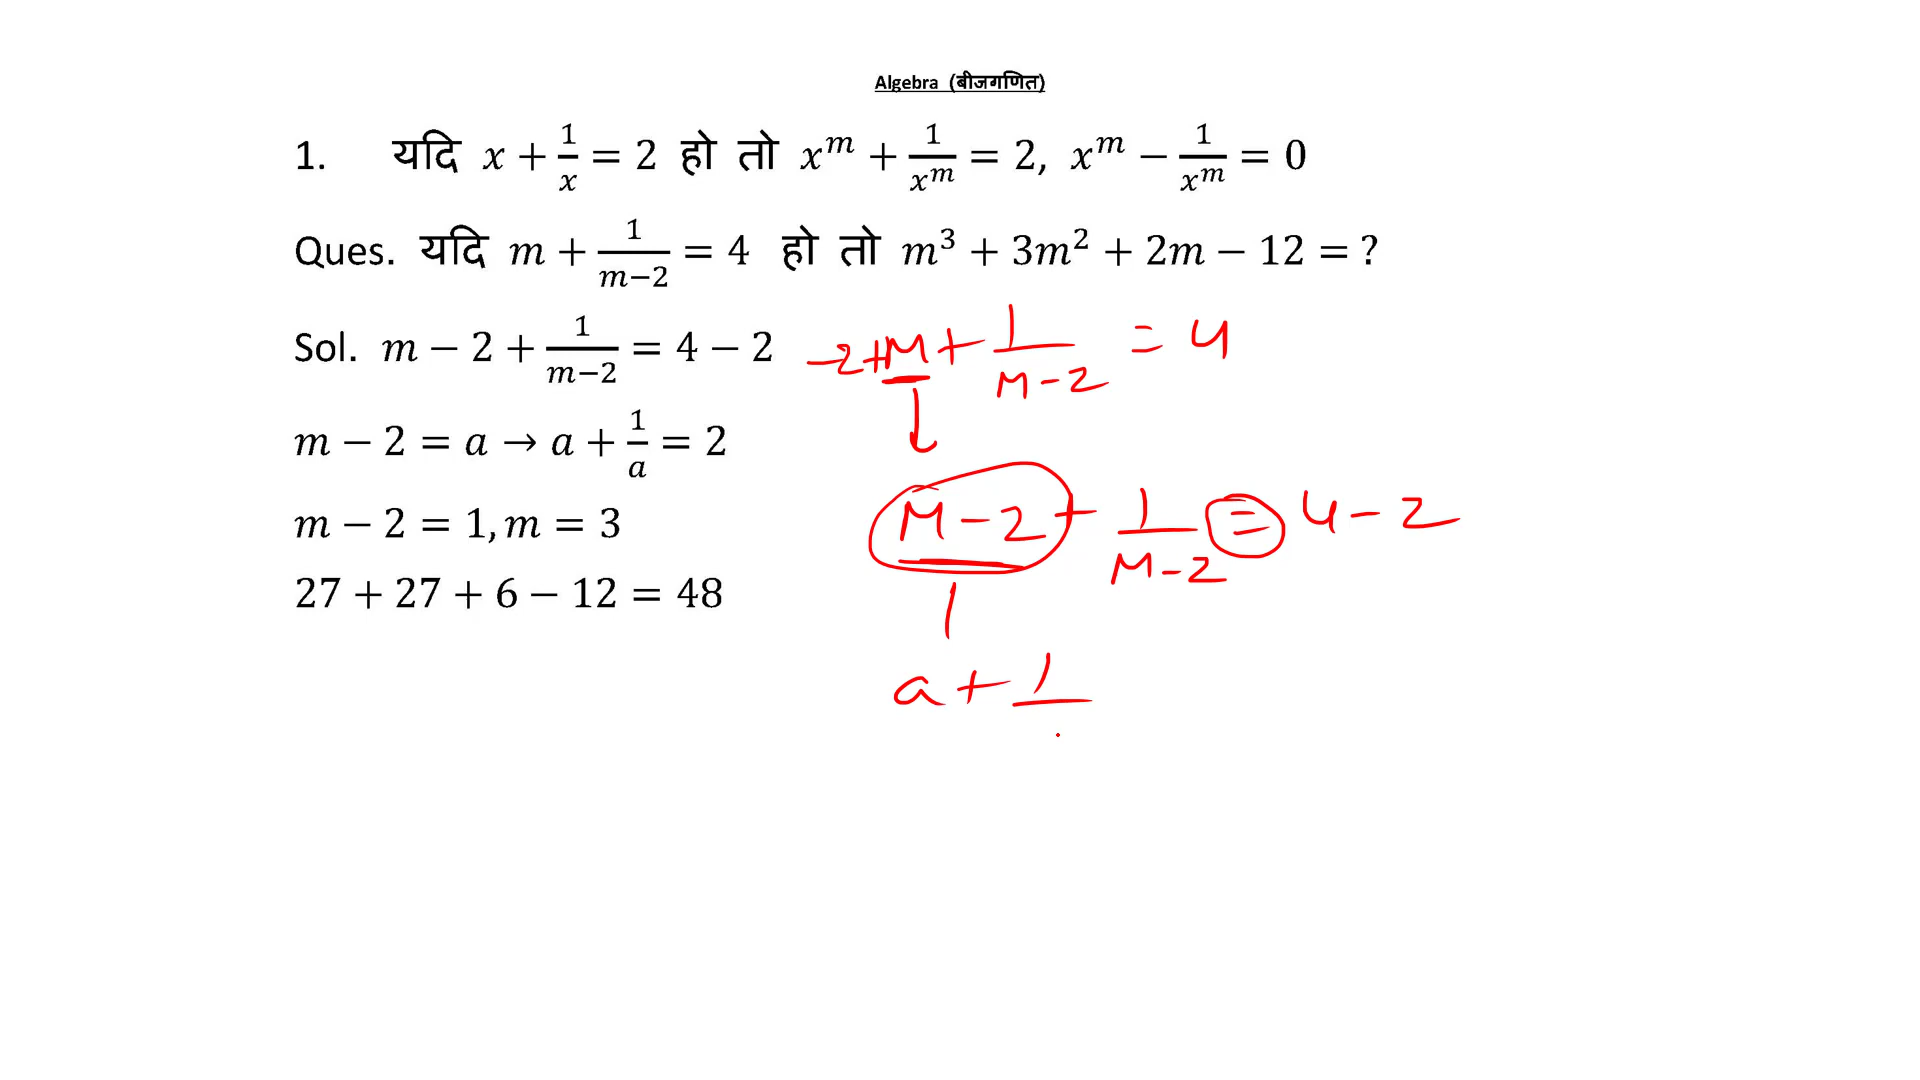 Algebra (बीजगणित)
1. यदि x + 1/x = 2 हो तो x^m + 1/x^m = 2, x^m − 1/x^m = 0
Ques. यदि m + 1/(m−2) = 4 हो तो m³ + 3m² + 2m − 12 = ?
Sol. m − 2 + 1/(m−2) = 4 − 2
-2+M + 1/(M-2) = 4
m − 2 = a → a + 1/a = 2
m − 2 = 1, m = 3
M-2 + 1/(M-2) = 4-2
27 + 27 + 6 − 12 = 48
a + 1/